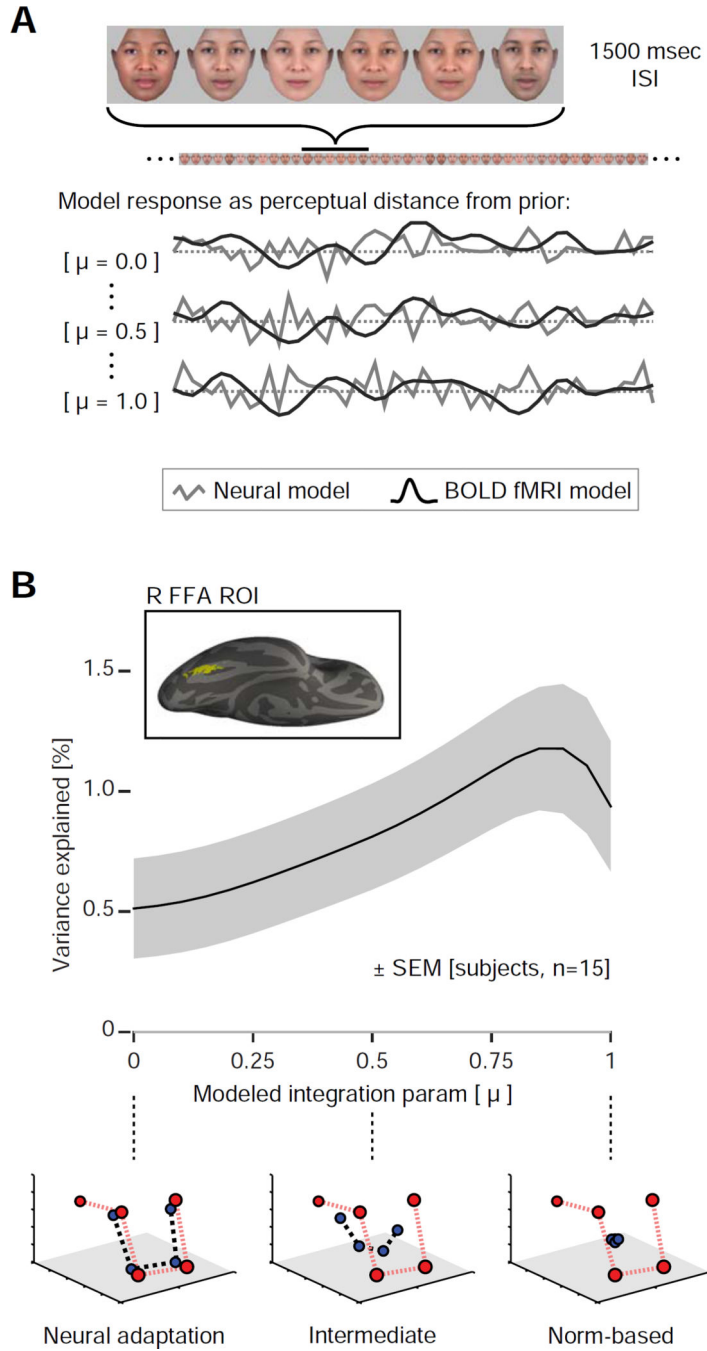 A
1500 msec
ISI
Model response as perceptual distance from prior:
[ μ = 0.0 ]
[ μ = 0.5 ]
[ μ = 1.0 ]
Neural model
BOLD fMRI model
B
R FFA ROI
1.5
1.0
0.5
0
Variance explained [%]
± SEM [subjects, n=15]
0 0.25 0.5 0.75 1
Modeled integration param [ μ ]
Neural adaptation
Intermediate
Norm-based